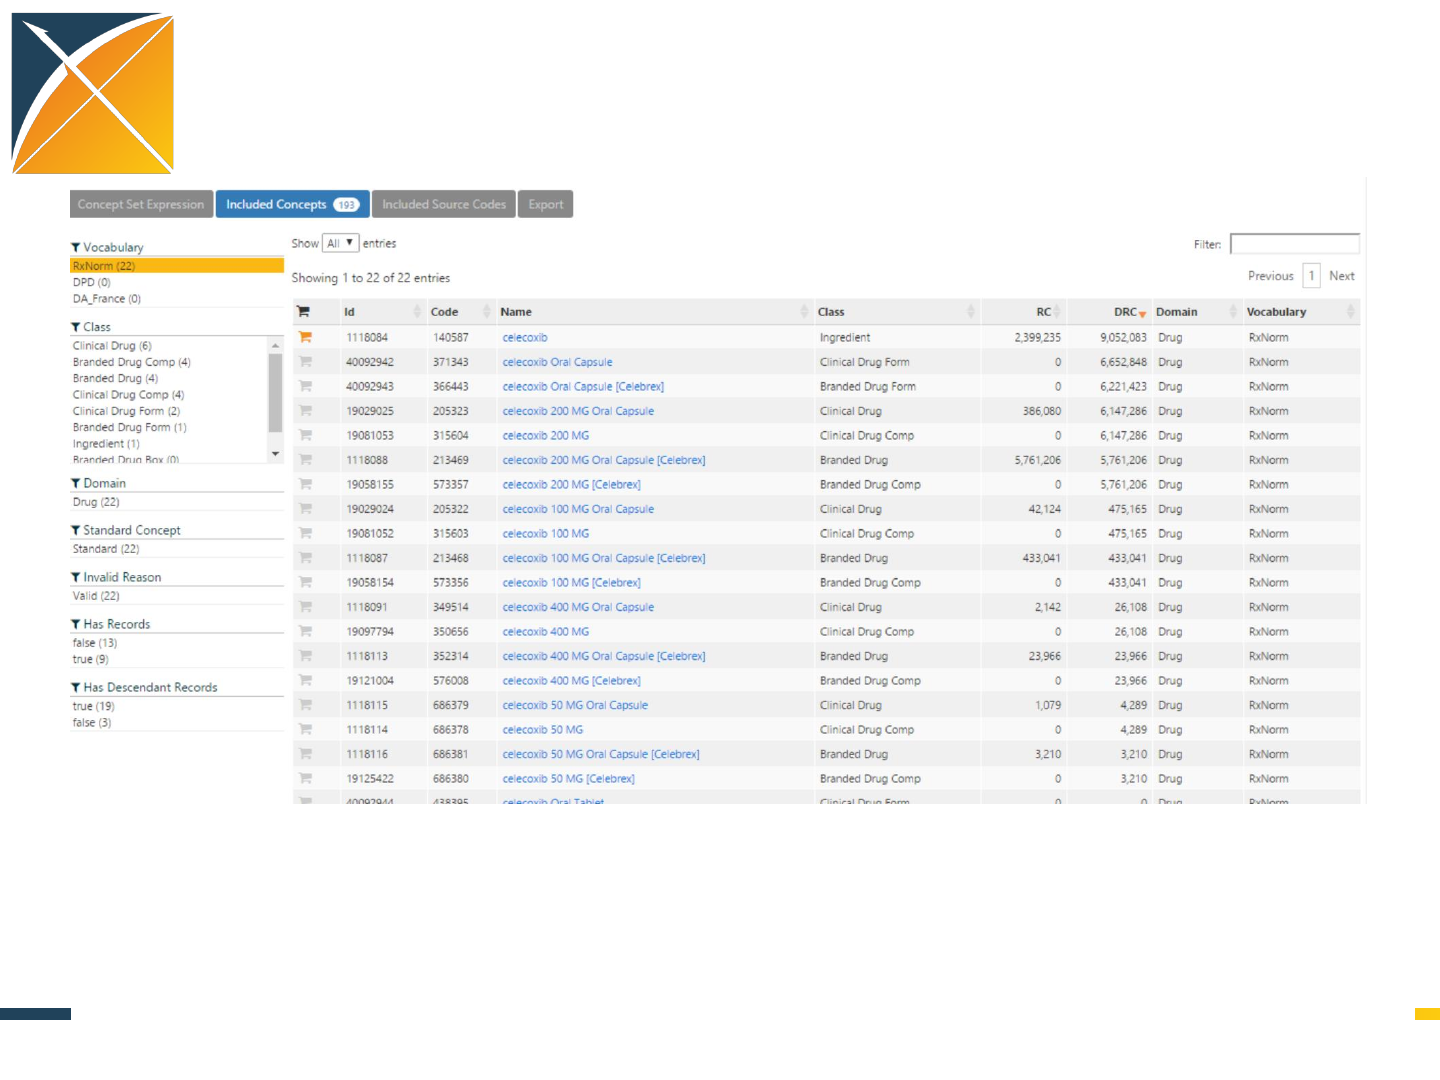 Concept Set Expression Included Concepts 193 Included Source Codes Export
Show All entries
Filter:
Showing 1 to 22 of 22 entries
Previous 1 Next
Vocabulary
RxNorm (22)
DPD (0)
DA_France (0)
Class
Clinical Drug (6)
Branded Drug Comp (4)
Branded Drug (4)
Clinical Drug Comp (4)
Clinical Drug Form (2)
Branded Drug Form (1)
Ingredient (1)
Branded Drug Box (0)
Domain
Drug (22)
Standard Concept
Standard (22)
Invalid Reason
Valid (22)
Has Records
false (13)
true (9)
Has Descendant Records
true (19)
false (3)
Id Code Name Class RC DRC Domain Vocabulary
1118084 140587 celecoxib Ingredient 2,399,235 9,052,083 Drug RxNorm
40092942 371343 celecoxib Oral Capsule Clinical Drug Form 0 6,652,848 Drug RxNorm
40092943 366443 celecoxib Oral Capsule [Celebrex] Branded Drug Form 0 6,221,423 Drug RxNorm
19029025 205323 celecoxib 200 MG Oral Capsule Clinical Drug 386,080 6,147,286 Drug RxNorm
19081053 315604 celecoxib 200 MG Clinical Drug Comp 0 6,147,286 Drug RxNorm
1118088 213469 celecoxib 200 MG Oral Capsule [Celebrex] Branded Drug 5,761,206 5,761,206 Drug RxNorm
19058155 573357 celecoxib 200 MG [Celebrex] Branded Drug Comp 0 5,761,206 Drug RxNorm
19029024 205322 celecoxib 100 MG Oral Capsule Clinical Drug 42,124 475,165 Drug RxNorm
19081052 315603 celecoxib 100 MG Clinical Drug Comp 0 475,165 Drug RxNorm
1118087 213468 celecoxib 100 MG Oral Capsule [Celebrex] Branded Drug 433,041 433,041 Drug RxNorm
19058154 573356 celecoxib 100 MG [Celebrex] Branded Drug Comp 0 433,041 Drug RxNorm
1118091 349514 celecoxib 400 MG Oral Capsule Clinical Drug 2,142 26,108 Drug RxNorm
19097794 350656 celecoxib 400 MG Clinical Drug Comp 0 26,108 Drug RxNorm
1118113 352314 celecoxib 400 MG Oral Capsule [Celebrex] Branded Drug 23,966 23,966 Drug RxNorm
19121004 576008 celecoxib 400 MG [Celebrex] Branded Drug Comp 0 23,966 Drug RxNorm
1118115 686379 celecoxib 50 MG Oral Capsule Clinical Drug 1,079 4,289 Drug RxNorm
1118114 686378 celecoxib 50 MG Clinical Drug Comp 0 4,289 Drug RxNorm
1118116 686381 celecoxib 50 MG Oral Capsule [Celebrex] Branded Drug 3,210 3,210 Drug RxNorm
19125422 686380 celecoxib 50 MG [Celebrex] Branded Drug Comp 0 3,210 Drug RxNorm
40092944 438395 celecoxib Oral Tablet Clinical Drug Form 0 0 Drug RxNorm